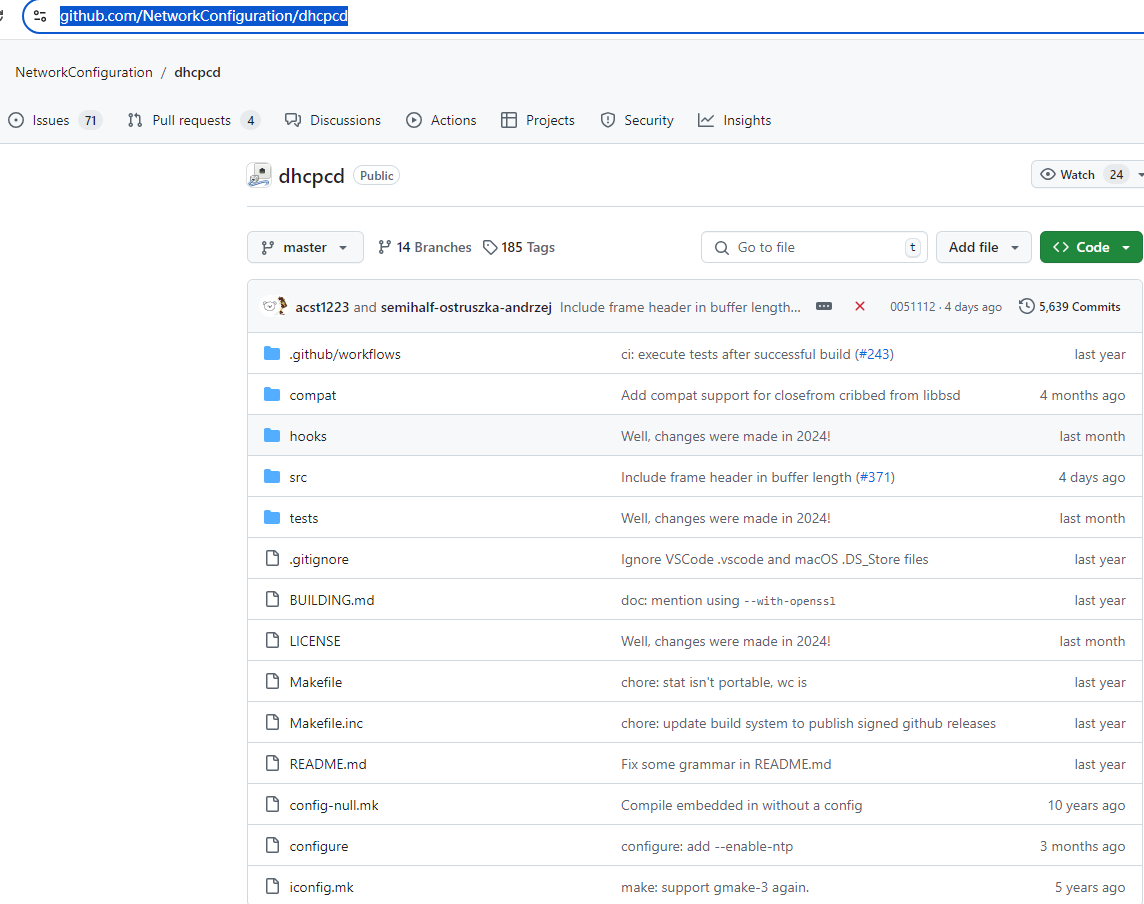 github.com/NetworkConfiguration/dhcpcd
NetworkConfiguration / dhcpcd
Issues 71 Pull requests 4 Discussions Actions Projects Security Insights
dhcpcd Public Watch 24
master 14 Branches 185 Tags Go to file t Add file <> Code
acst1223 and semihalf-ostruszka-andrzej Include frame header in buffer length... 0051112 · 4 days ago 5,639 Commits
.github/workflows ci: execute tests after successful build (#243) last year
compat Add compat support for closefrom cribbed from libbsd 4 months ago
hooks Well, changes were made in 2024! last month
src Include frame header in buffer length (#371) 4 days ago
tests Well, changes were made in 2024! last month
.gitignore Ignore VSCode .vscode and macOS .DS_Store files last year
BUILDING.md doc: mention using --with-openssl last year
LICENSE Well, changes were made in 2024! last month
Makefile chore: stat isn't portable, wc is last year
Makefile.inc chore: update build system to publish signed github releases last year
README.md Fix some grammar in README.md last year
config-null.mk Compile embedded in without a config 10 years ago
configure configure: add --enable-ntp 3 months ago
iconfig.mk make: support gmake-3 again. 5 years ago